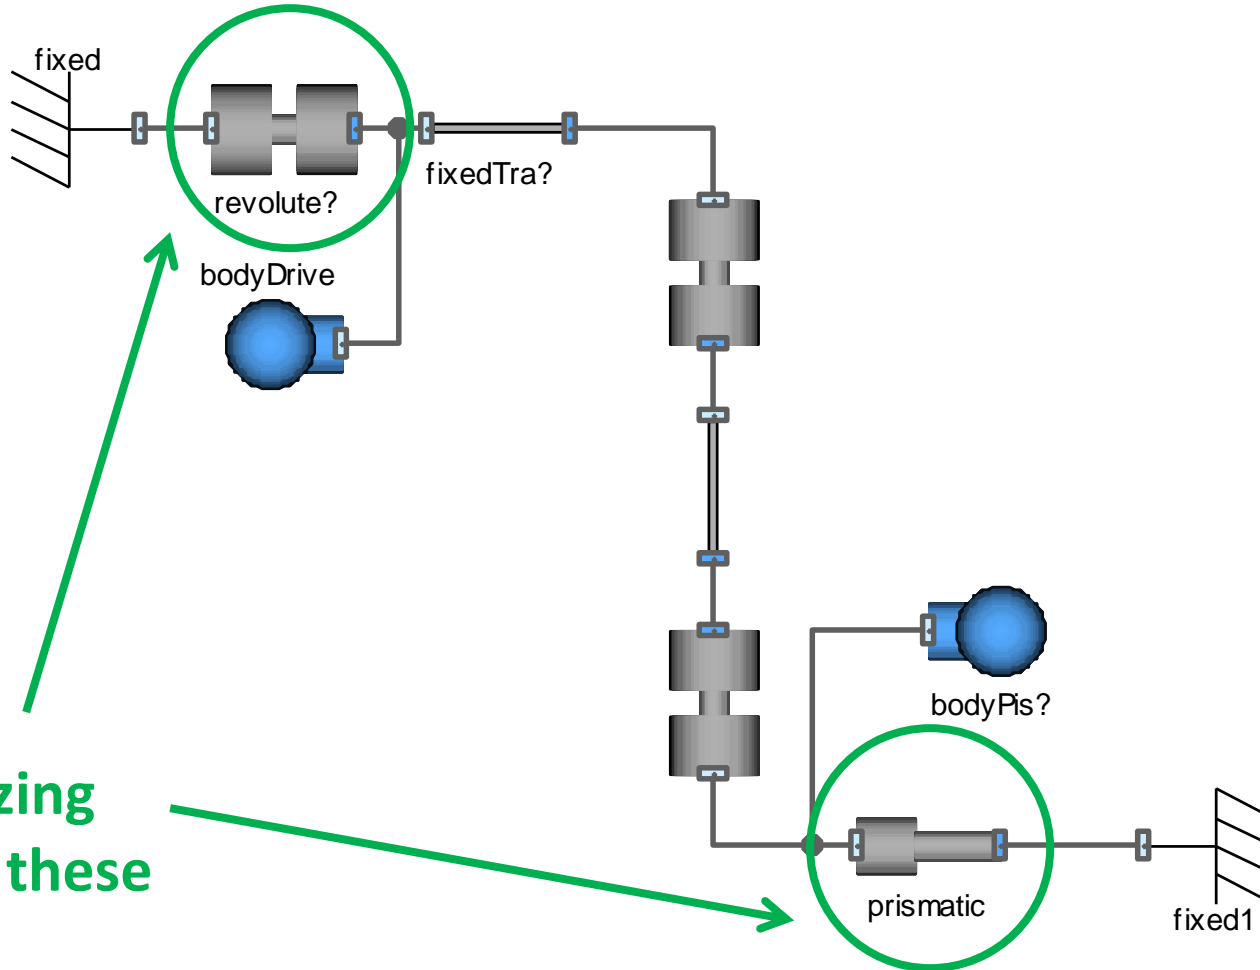 fixed
revolute?
fixedTra?
bodyDrive
bodyPis?
zing
these
prismatic
fixed1